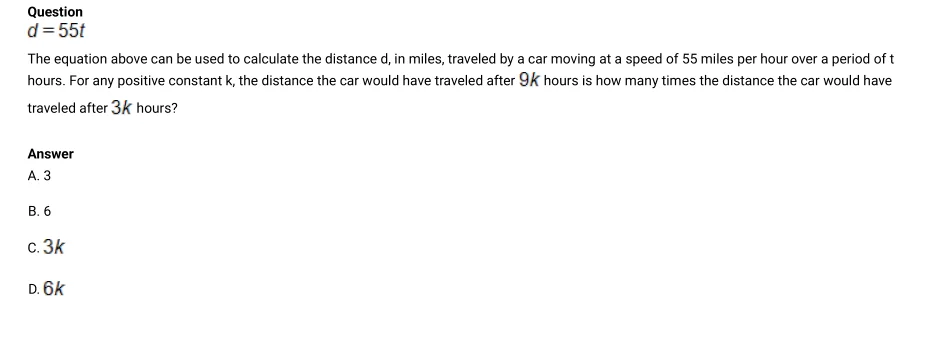 Question
d = 55t
The equation above can be used to calculate the distance d, in miles, traveled by a car moving at a speed of 55 miles per hour over a period of t
hours. For any positive constant k, the distance the car would have traveled after 9k hours is how many times the distance the car would have
traveled after 3k hours?
Answer
A. 3
B. 6
C. 3k
D. 6k